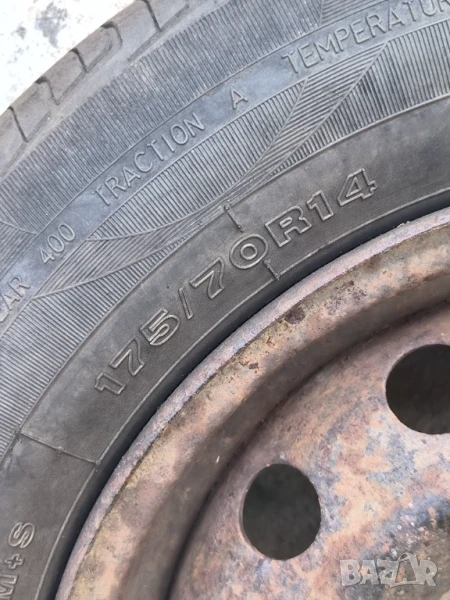 AR 400 TRACTION A TEMPERATUR
175/70R14
M+S
BAZAR